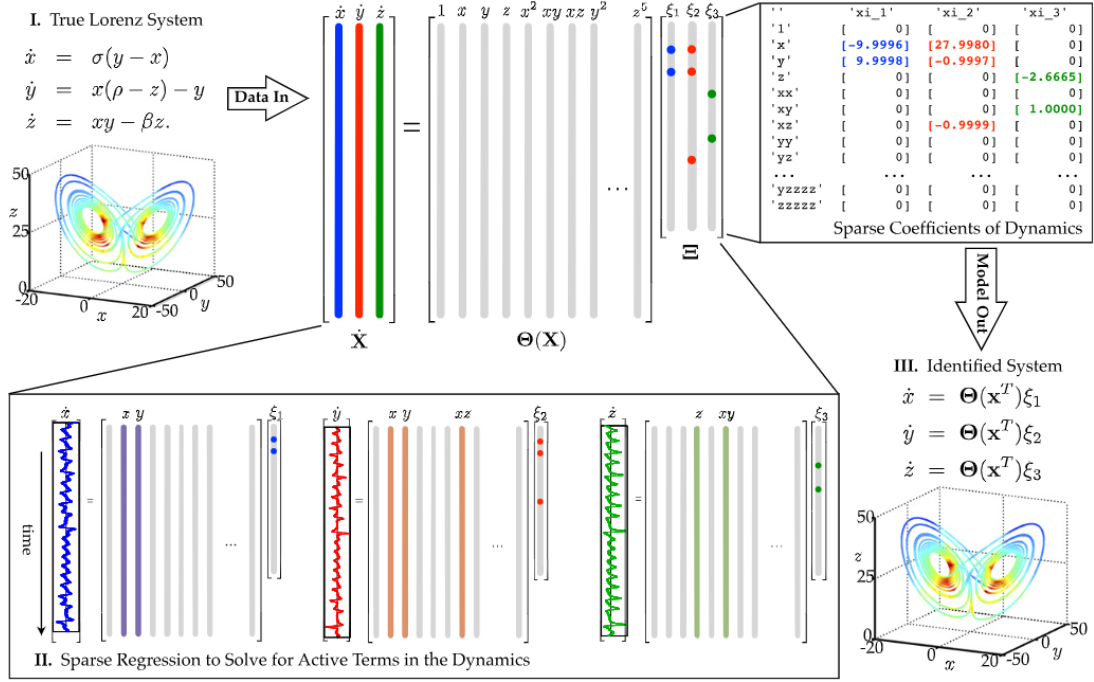 I. True Lorenz System
ẋ = σ(y − x)
ẏ = x(ρ − z) − y
ż = xy − βz.
Data In
50
z
25
0
-20
0
x
20
-50
0
y
50
ẋ ẏ ż
=
1 x y z x² xy xz y² z⁵
...
ξ₁ ξ₂ ξ₃
Ẋ
Θ(X)
Ξ
'' 'xi_1' 'xi_2' 'xi_3'
'1' [ 0] [ 0] [ 0]
'x' [-9.9996] [27.9980] [ 0]
'y' [ 9.9998] [-0.9997] [ 0]
'z' [ 0] [ 0] [-2.6665]
'xx' [ 0] [ 0] [ 0]
'xy' [ 0] [ 0] [ 1.0000]
'xz' [ 0] [-0.9999] [ 0]
'yy' [ 0] [ 0] [ 0]
'yz' [ 0] [ 0] [ 0]
... ... ... ...
'yzzzz' [ 0] [ 0] [ 0]
'zzzzz' [ 0] [ 0] [ 0]
Sparse Coefficients of Dynamics
Model Out
time
ẋ = x y ... ξ₁
ẏ = x y xz ... ξ₂
ż = z xy ... ξ₃
II. Sparse Regression to Solve for Active Terms in the Dynamics
III. Identified System
ẋ = Θ(xᵀ)ξ₁
ẏ = Θ(xᵀ)ξ₂
ż = Θ(xᵀ)ξ₃
50
z
25
0
-20
0
x
20
-50
0
y
50